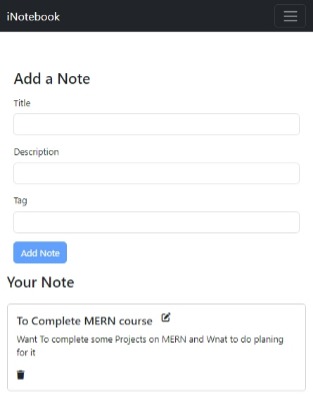 iNotebook
Add a Note
Title
Description
Tag
Add Note
Your Note
To Complete MERN course
Want To complete some Projects on MERN and Wnat to do planing
for it